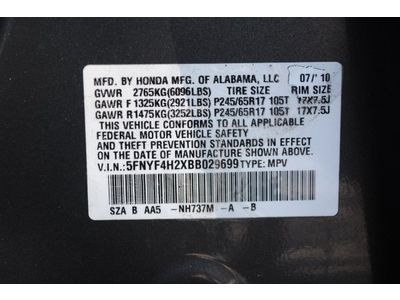 MFD. BY HONDA MFG. OF ALABAMA, LLC 07/'10
GVWR 2765KG(6096LBS) TIRE SIZE RIM SIZE
GAWR F 1325KG(2921LBS) P245/65R17 105T 17X7.5J
GAWR R1475KG(3252LBS) P245/65R17 105T 17X7.5J
THIS VEHICLE CONFORMS TO ALL APPLICABLE
FEDERAL MOTOR VEHICLE SAFETY
AND THEFT PREVENTION STANDARDS IN EFFECT
ON THE DATE OF MANUFACTURE SHOWN ABOVE.
V.I.N.: 5FNYF4H2XBB029699 TYPE: MPV
SZA B AA5 -NH737M -A -B